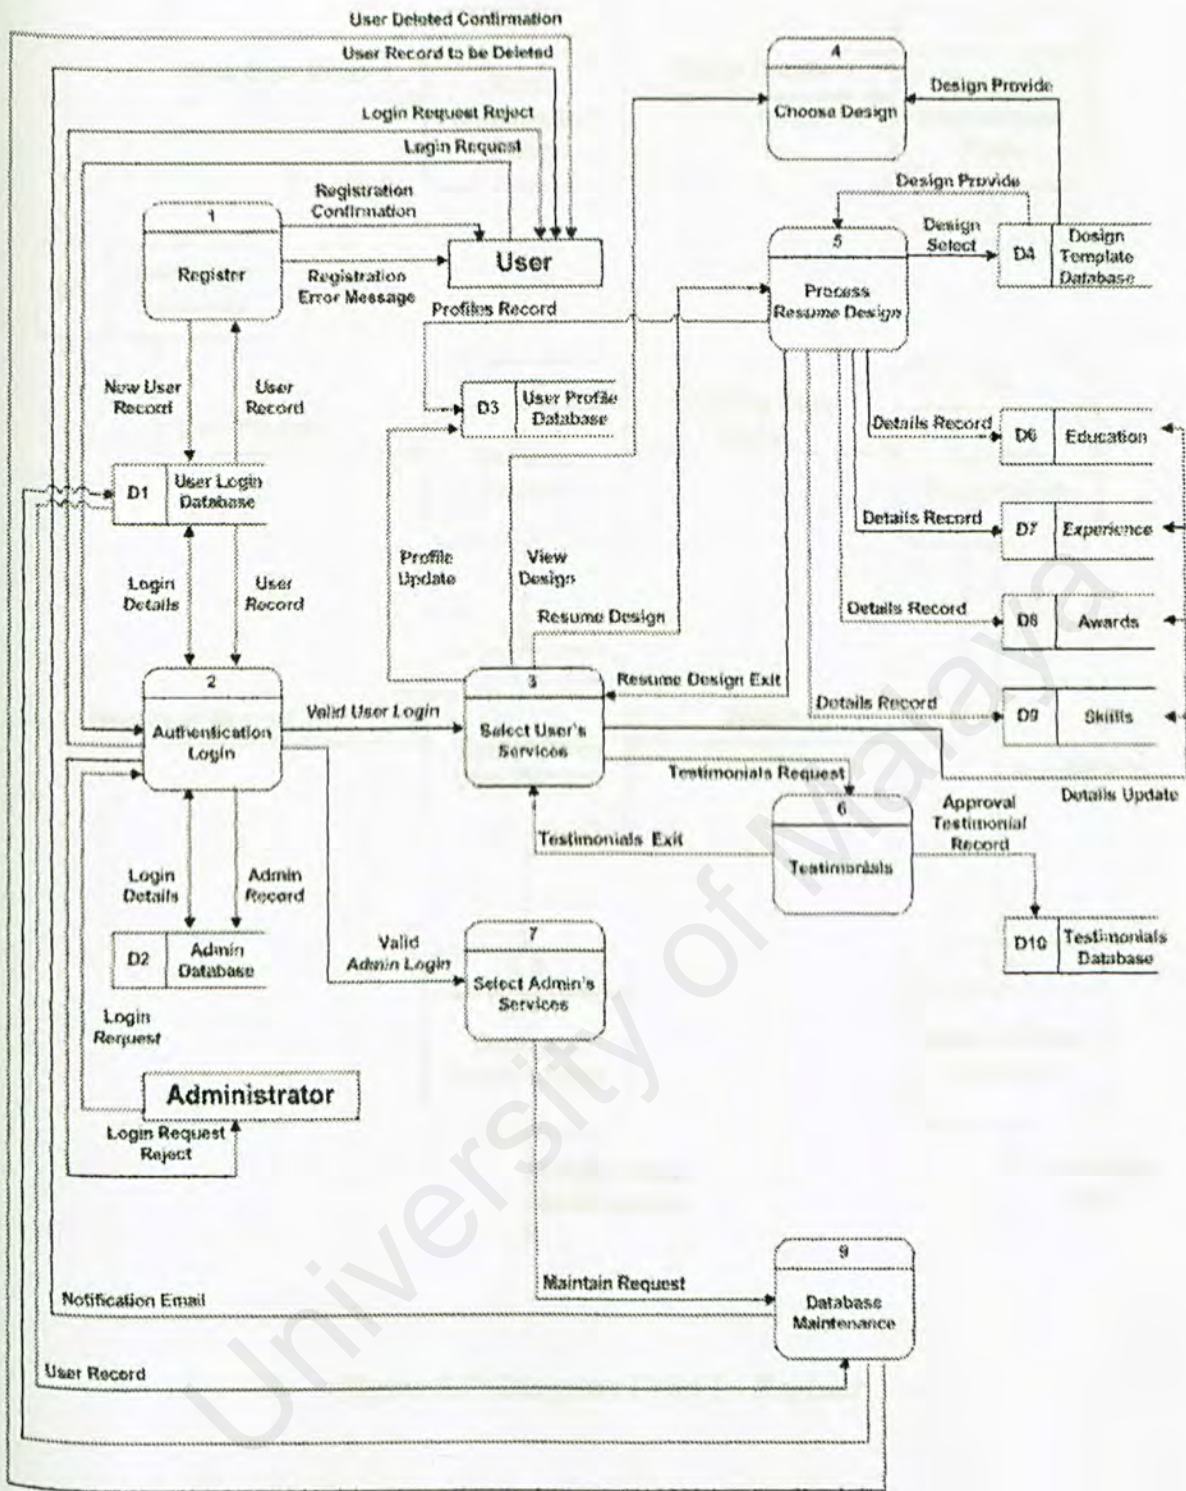 User Deleted Confirmation
User Record to be Deleted
Login Request Reject
Login Request
4
Choose Design
Design Provide
Registration
Confirmation
1
Register
Registration
Error Message
User
Design Provide
5
Process
Resume Design
Design
Select
D4
Design
Template
Database
Profiles Record
New User
Record
User
Record
D3
User Profile
Database
Details Record
D6
Education
D1
User Login
Database
Details Record
D7
Experience
Login
Details
User
Record
Profile
Update
View
Design
Resume Design
Details Record
D8
Awards
2
Authentication
Login
Valid User Login
3
Select User's
Services
Resume Design Exit
Details Record
D9
Skills
Testimonials Request
Details Update
6
Testimonials
Testimonials Exit
Approval
Testimonial
Record
Login
Details
Admin
Record
D2
Admin
Database
Valid
Admin Login
7
Select Admin's
Services
D10
Testimonials
Database
Login
Request
Administrator
Login Request
Reject
9
Database
Maintenance
Maintain Request
Notification Email
User Record
University of Malaya